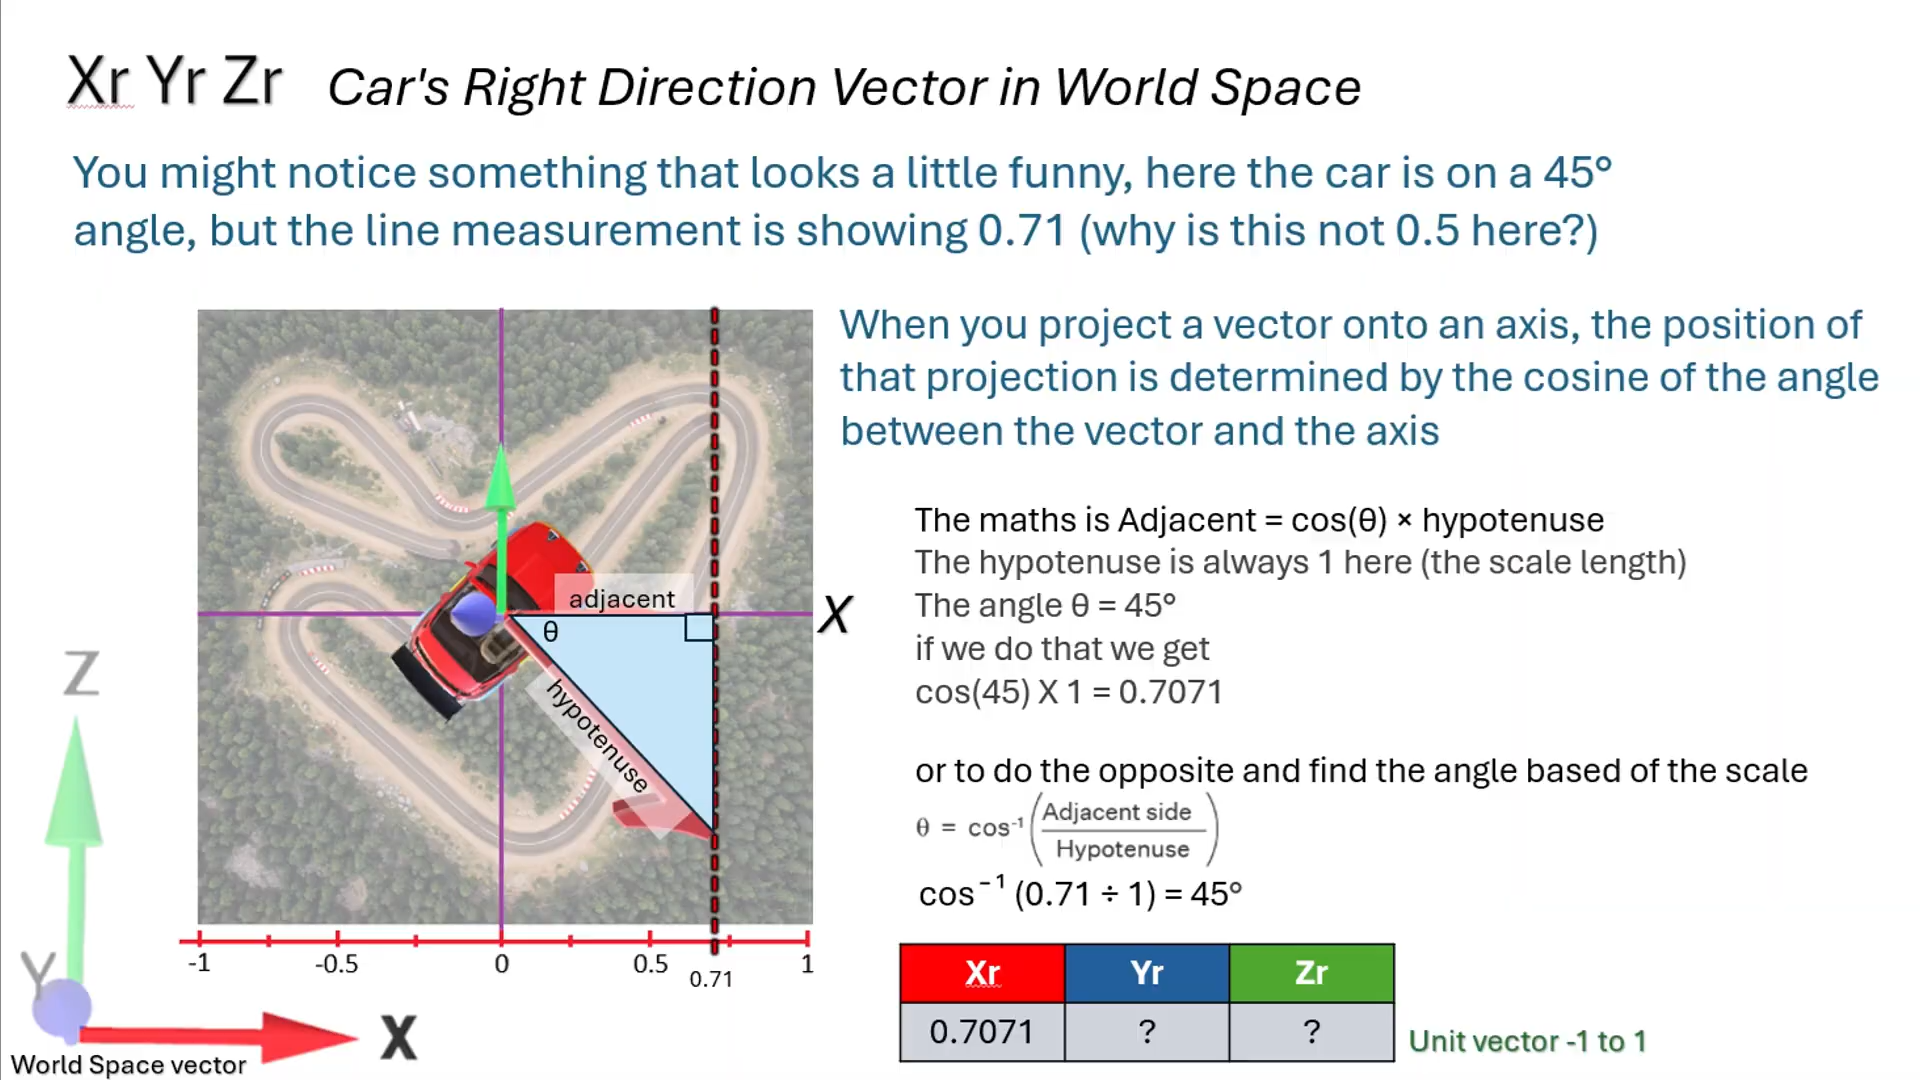 Xr Yr Zr Car's Right Direction Vector in World Space
You might notice something that looks a little funny, here the car is on a 45°
angle, but the line measurement is showing 0.71 (why is this not 0.5 here?)
When you project a vector onto an axis, the position of
that projection is determined by the cosine of the angle
between the vector and the axis
The maths is Adjacent = cos(θ) × hypotenuse
The hypotenuse is always 1 here (the scale length)
The angle θ = 45°
if we do that we get
cos(45) X 1 = 0.7071
or to do the opposite and find the angle based of the scale
θ = cos⁻¹ (Adjacent side
Hypotenuse)
cos⁻¹ (0.71 ÷ 1) = 45°
adjacent
θ
hypotenuse
X
-1 -0.5 0 0.5 0.71 1
Z
Y
X
World Space vector
Xr Yr Zr
0.7071 ? ?
Unit vector -1 to 1